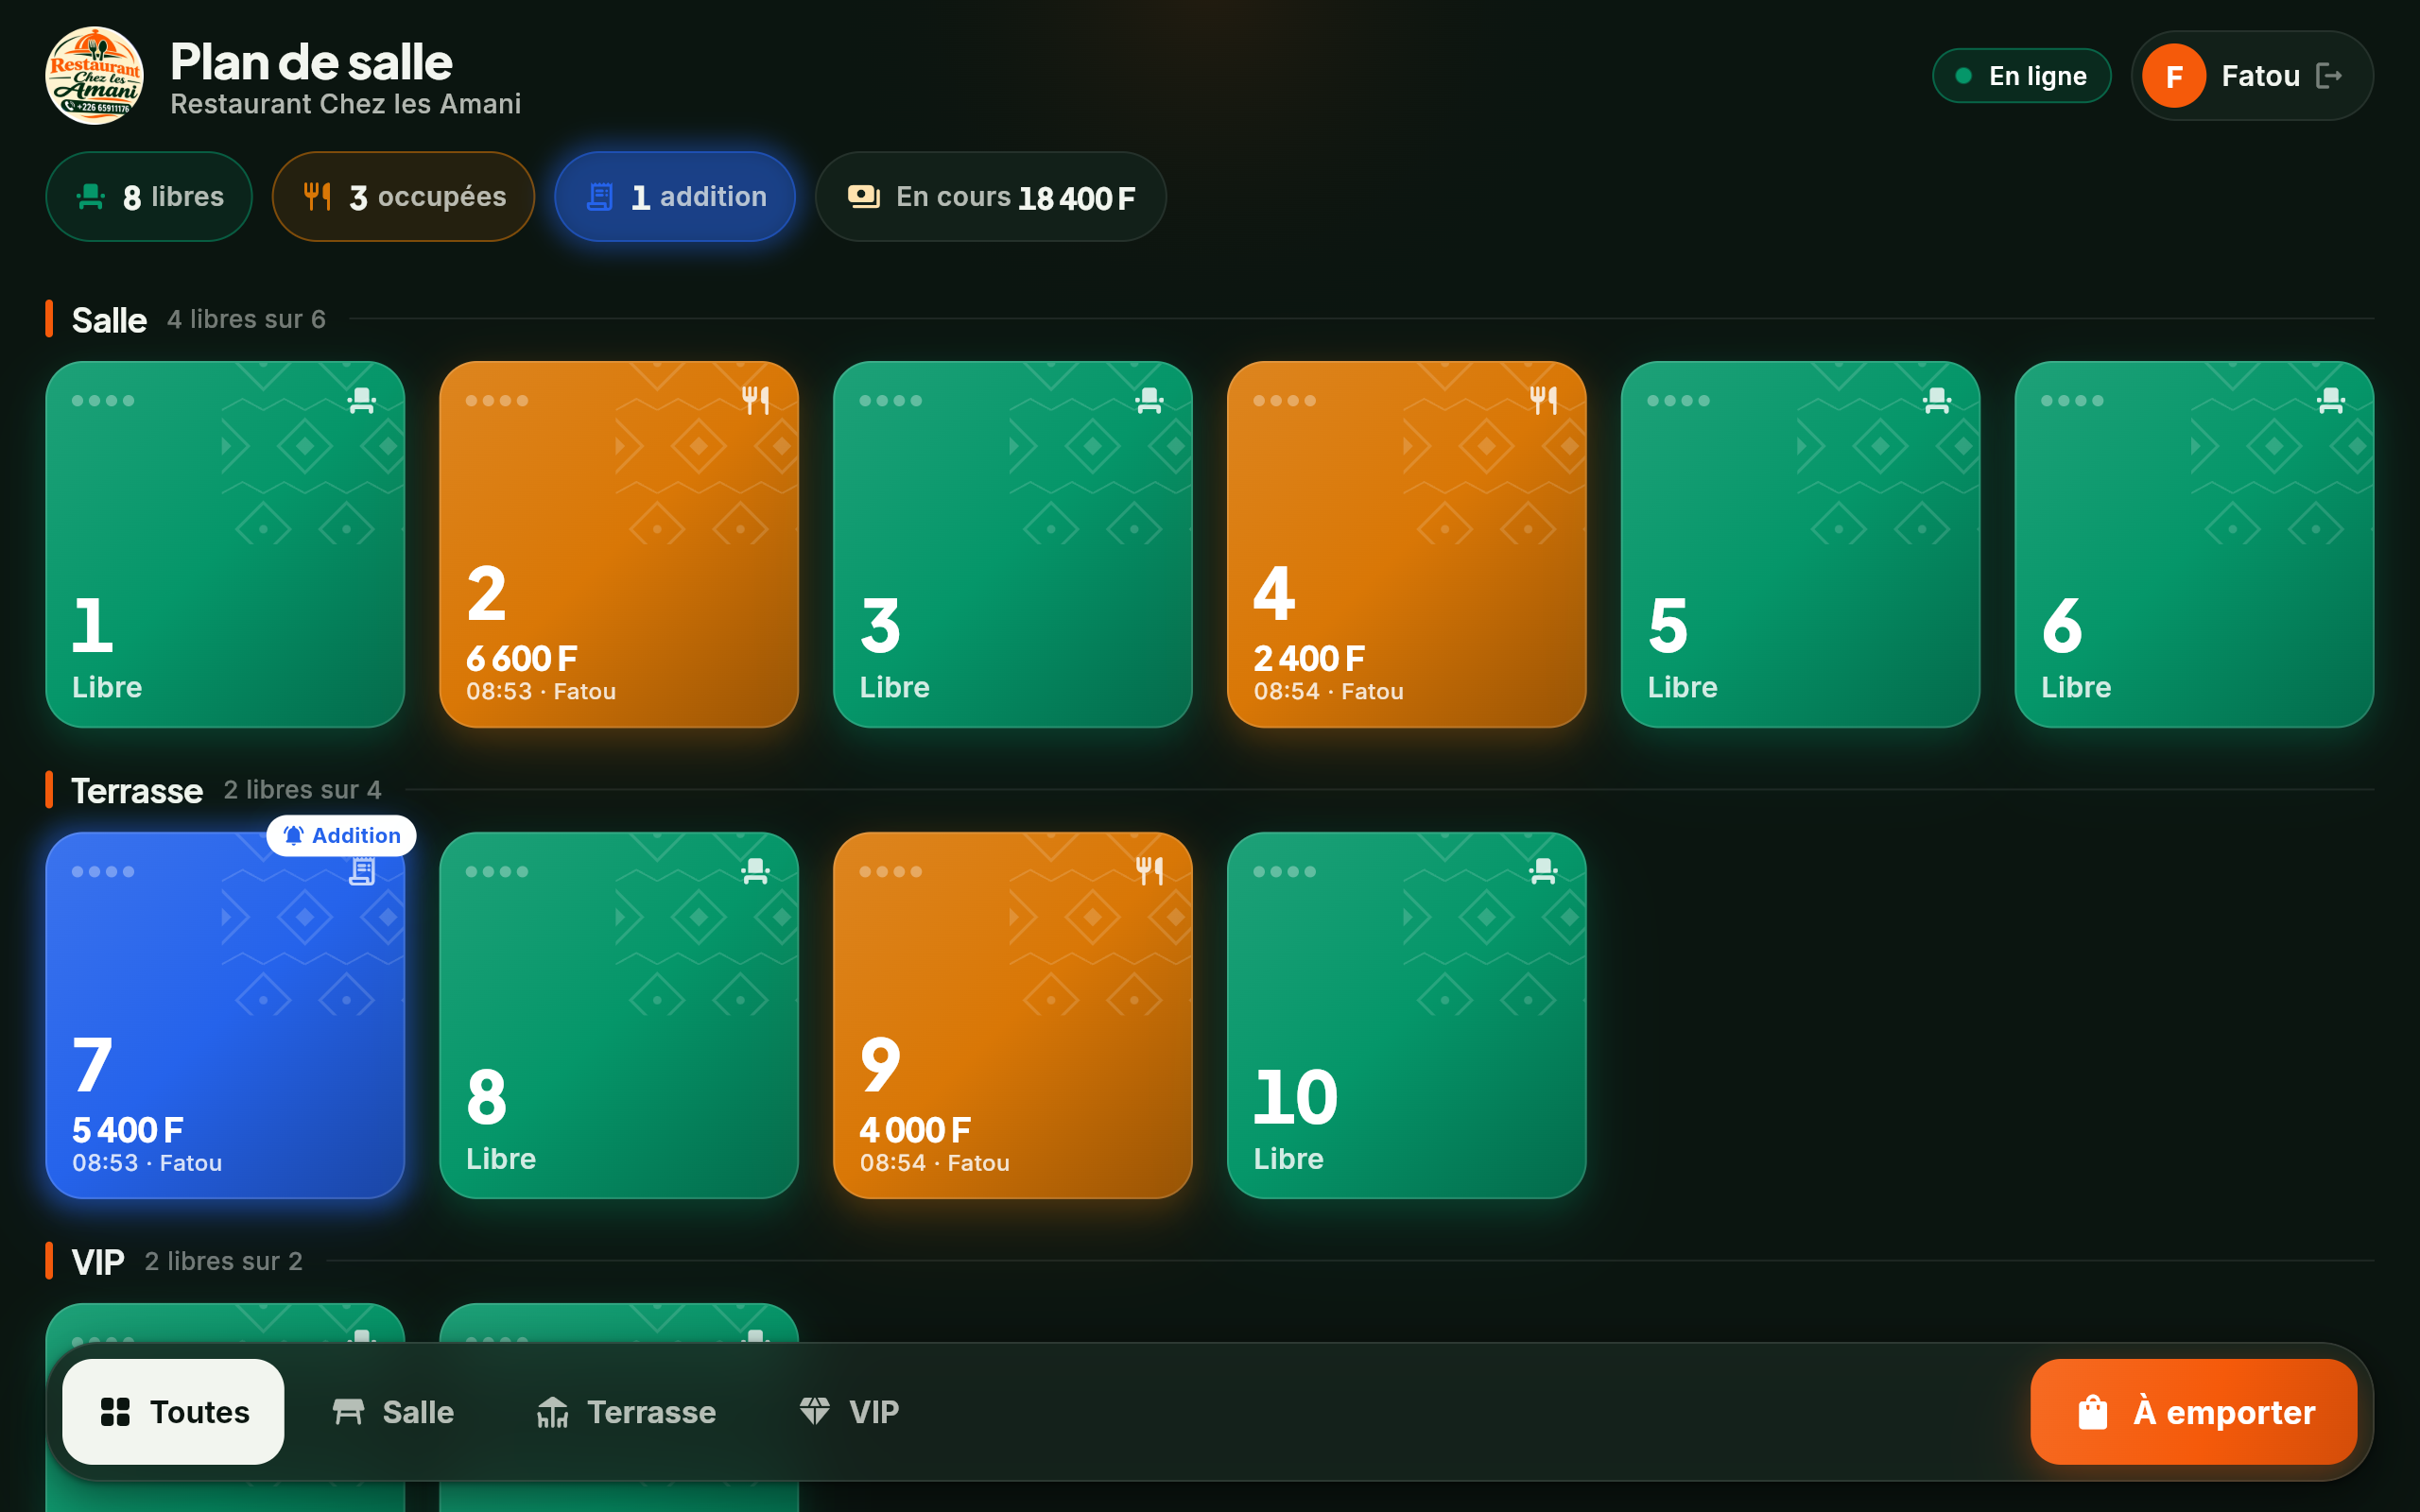 Restaurant
Chez les
Amani
+226 65911176
Plan de salle
Restaurant Chez les Amani
En ligne
F Fatou
8 libres
3 occupées
1 addition
En cours 18 400 F
Salle 4 libres sur 6
1
Libre
2
6 600 F
08:53 · Fatou
3
Libre
4
2 400 F
08:54 · Fatou
5
Libre
6
Libre
Terrasse 2 libres sur 4
Addition
7
5 400 F
08:53 · Fatou
8
Libre
9
4 000 F
08:54 · Fatou
10
Libre
VIP 2 libres sur 2
Toutes
Salle
Terrasse
VIP
À emporter